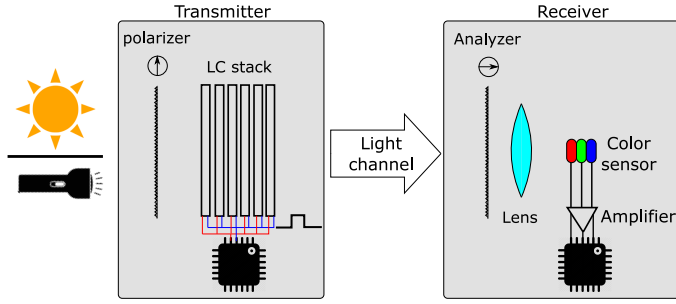 Transmitter
polarizer
LC stack
Light
channel
Receiver
Analyzer
Lens
Color
sensor
Amplifier